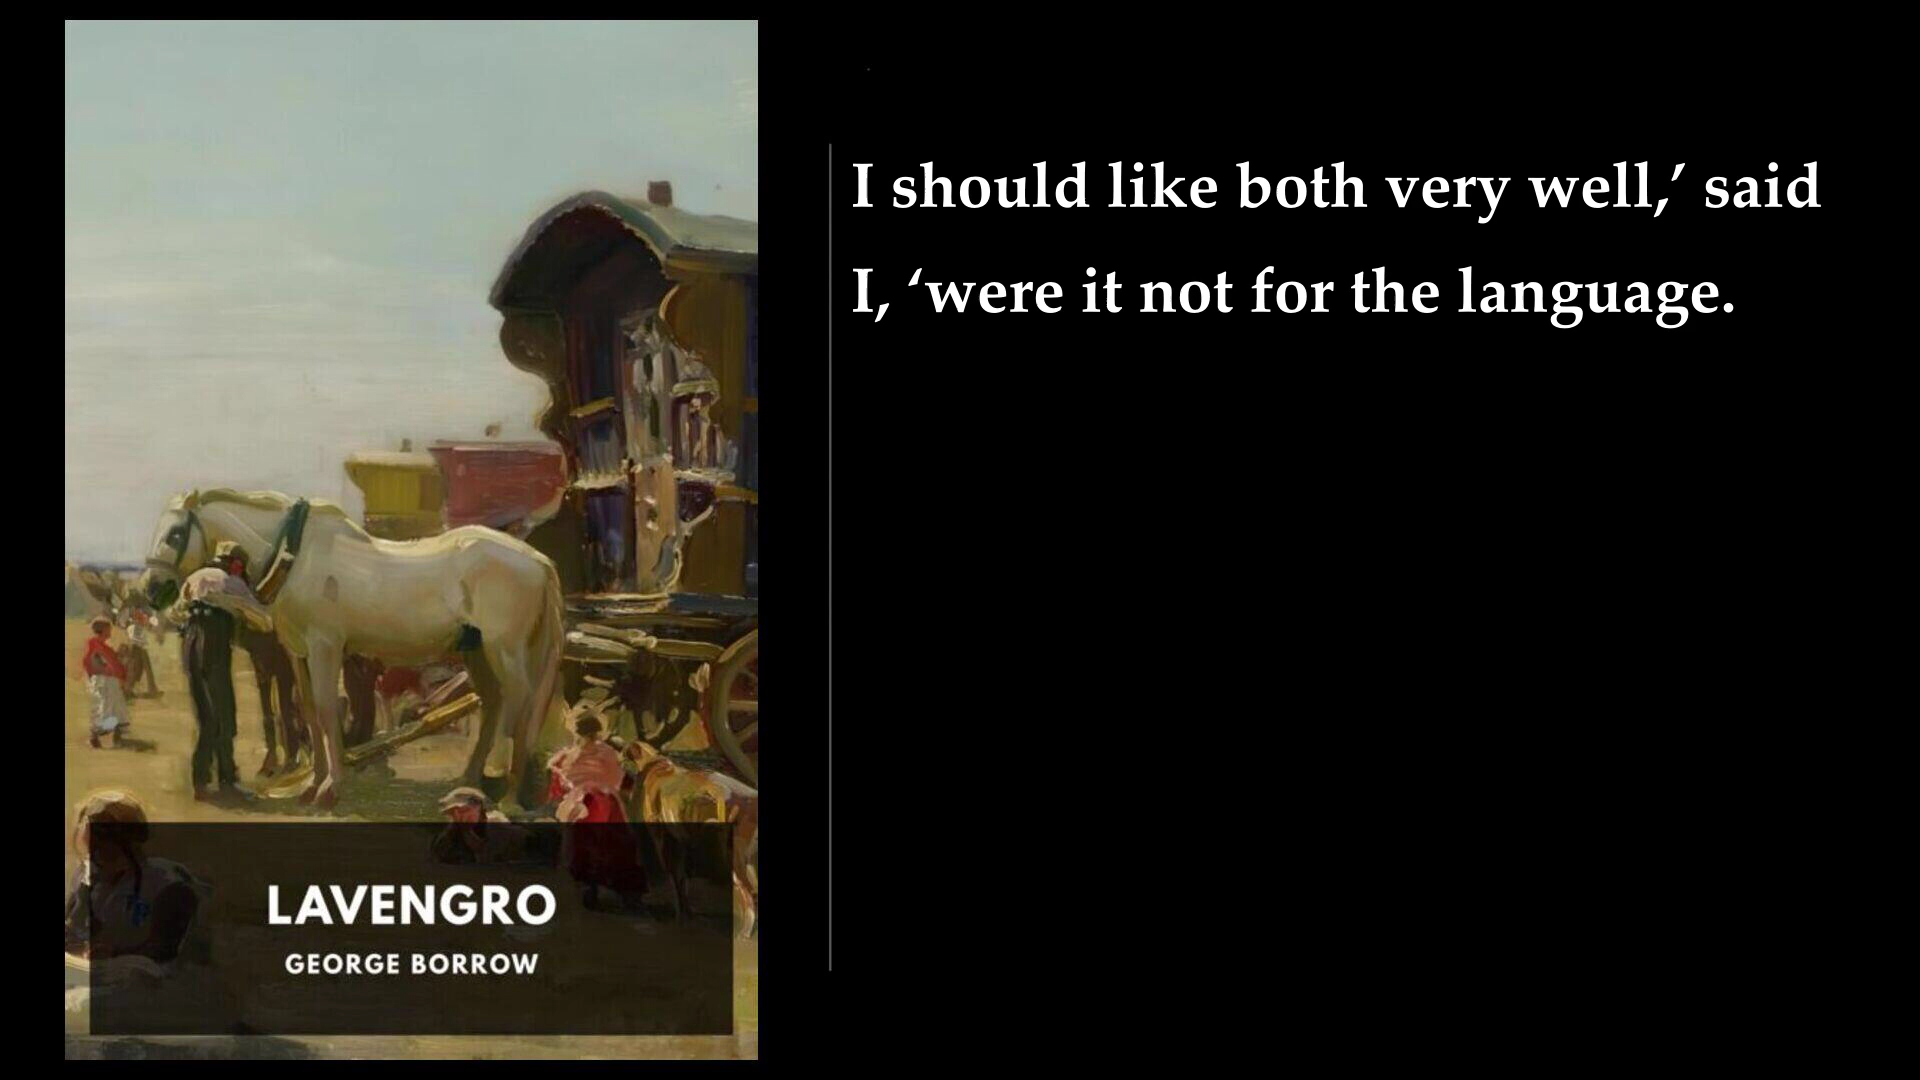 I should like both very well,’ said
I, ‘were it not for the language.
LAVENGRO
GEORGE BORROW